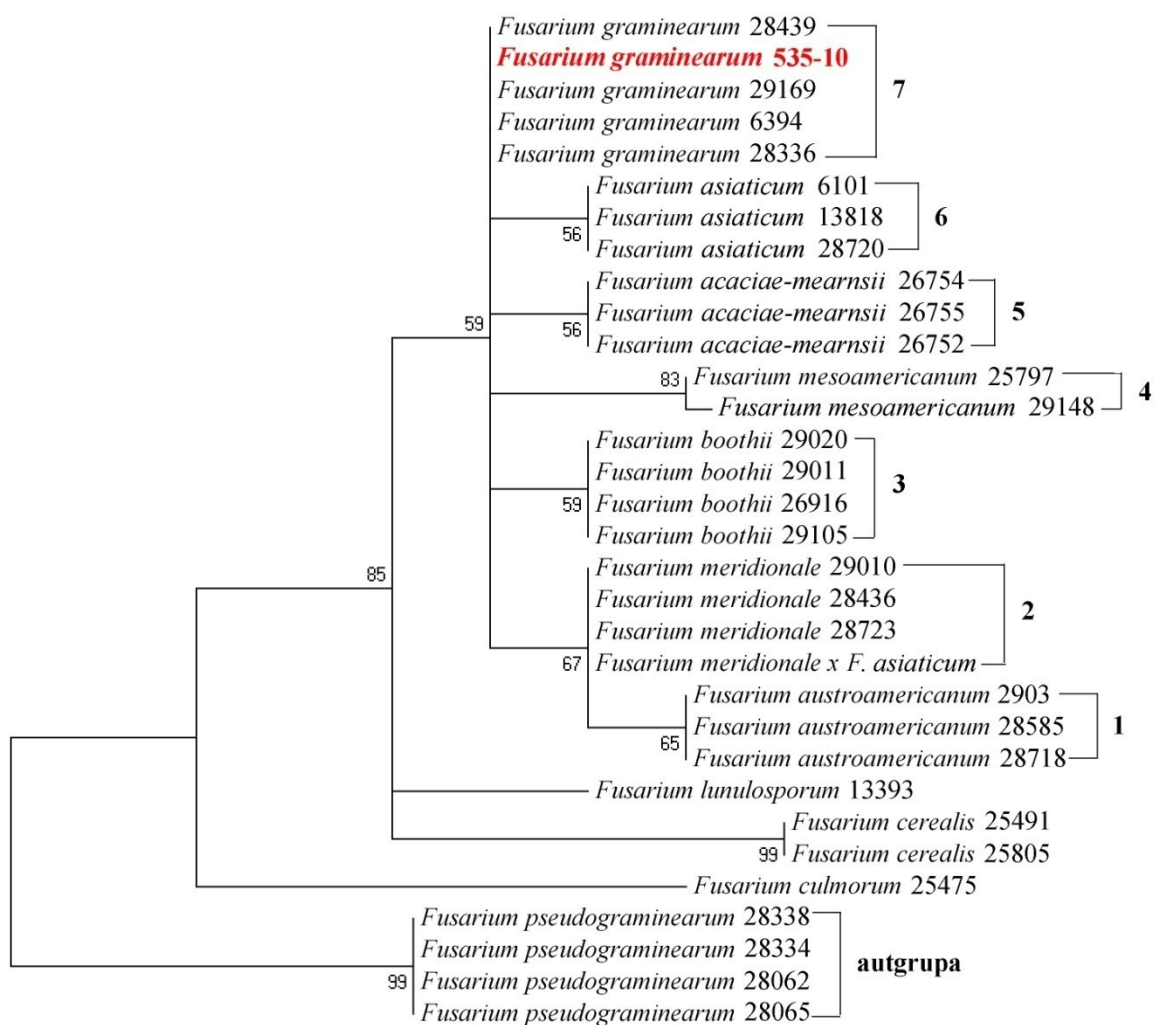 Fusarium graminearum 28439
Fusarium graminearum 535-10
Fusarium graminearum 29169
7
Fusarium graminearum 6394
Fusarium graminearum 28336
Fusarium asiaticum 6101
Fusarium asiaticum 13818
6
56
Fusarium asiaticum 28720
Fusarium acaciae-mearnsii 26754
Fusarium acaciae-mearnsii 26755
5
59
56
Fusarium acaciae-mearnsii 26752
83
Fusarium mesoamericanum 25797
4
Fusarium mesoamericanum 29148
Fusarium boothii 29020
Fusarium boothii 29011
3
59
Fusarium boothii 26916
Fusarium boothii 29105
85
Fusarium meridionale 29010
Fusarium meridionale 28436
2
Fusarium meridionale 28723
67
Fusarium meridionale x F. asiaticum
Fusarium austroamericanum 2903
Fusarium austroamericanum 28585
1
65
Fusarium austroamericanum 28718
Fusarium lunulosporum 13393
Fusarium cerealis 25491
99
Fusarium cerealis 25805
Fusarium culmorum 25475
Fusarium pseudograminearum 28338
Fusarium pseudograminearum 28334
autgrupa
99
Fusarium pseudograminearum 28062
Fusarium pseudograminearum 28065